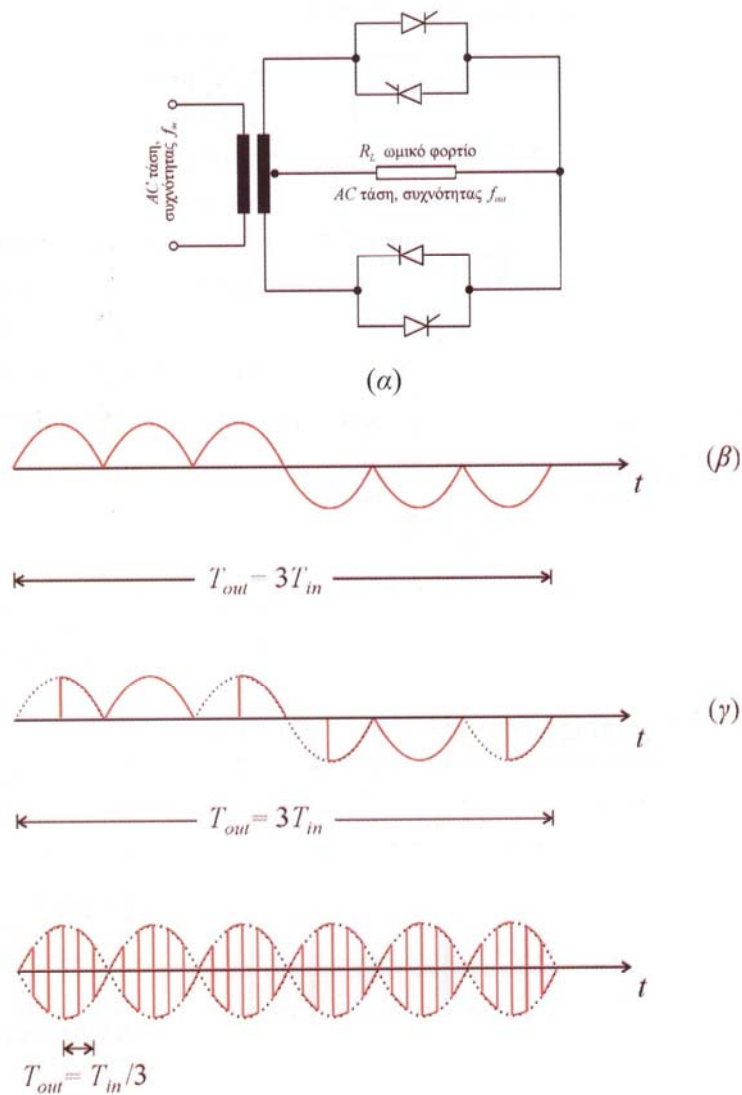 AC τάση,
συχνότητας f_in
R_L ωμικό φορτίο
AC τάση, συχνότητας f_out
(α)
(β)
t
T_out – 3T_in
(γ)
t
T_out = 3T_in
t
T_out = T_in/3